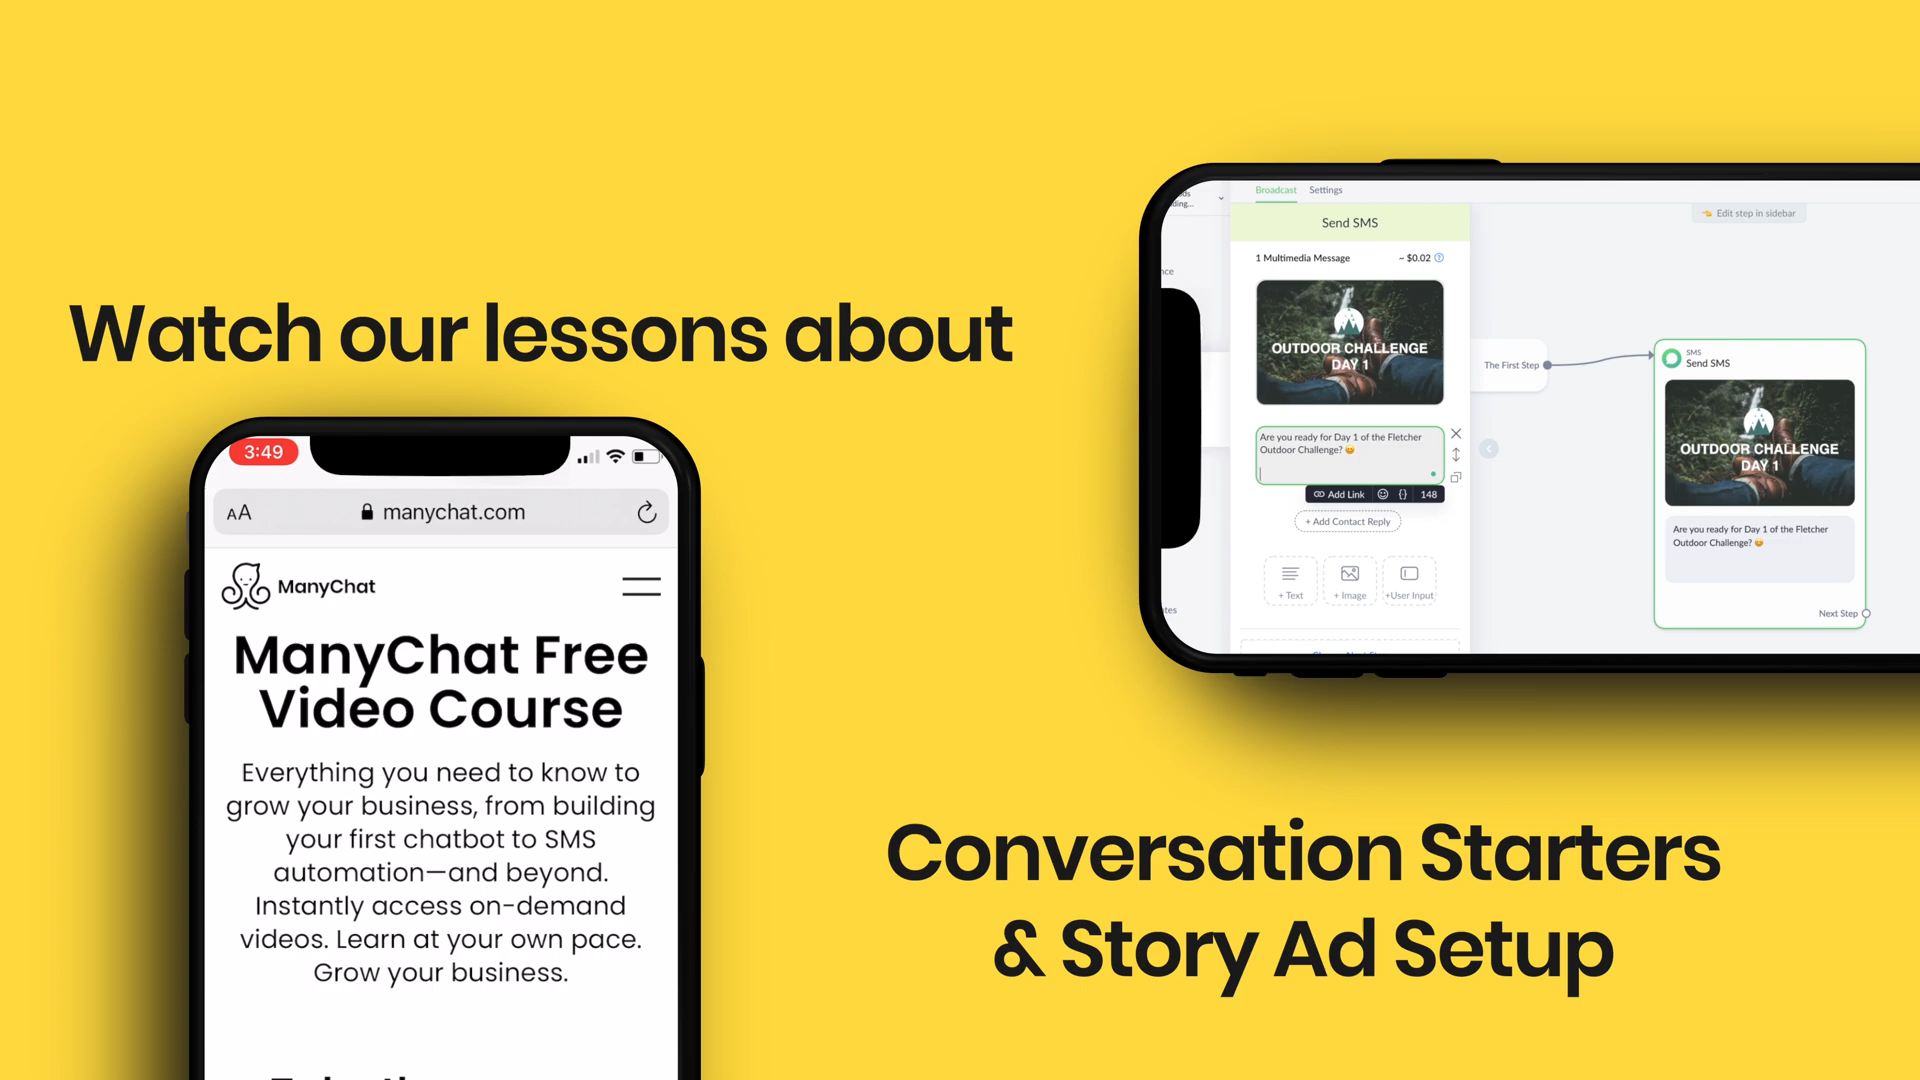 Watch our lessons about
3:49
AA
manychat.com
ManyChat
ManyChat Free
Video Course
Everything you need to know to
grow your business, from building
your first chatbot to SMS
automation—and beyond.
Instantly access on-demand
videos. Learn at your own pace.
Grow your business.
Broadcast
Settings
Edit step in sidebar
Send SMS
1 Multimedia Message
~ $0.02
OUTDOOR CHALLENGE
DAY 1
Are you ready for Day 1 of the Fletcher
Outdoor Challenge? 😊
Add Link
{}
148
+ Add Contact Reply
+ Text
+ Image
+User Input
The First Step
SMS
Send SMS
OUTDOOR CHALLENGE
DAY 1
Are you ready for Day 1 of the Fletcher
Outdoor Challenge? 😊
Next Step
Conversation Starters
& Story Ad Setup